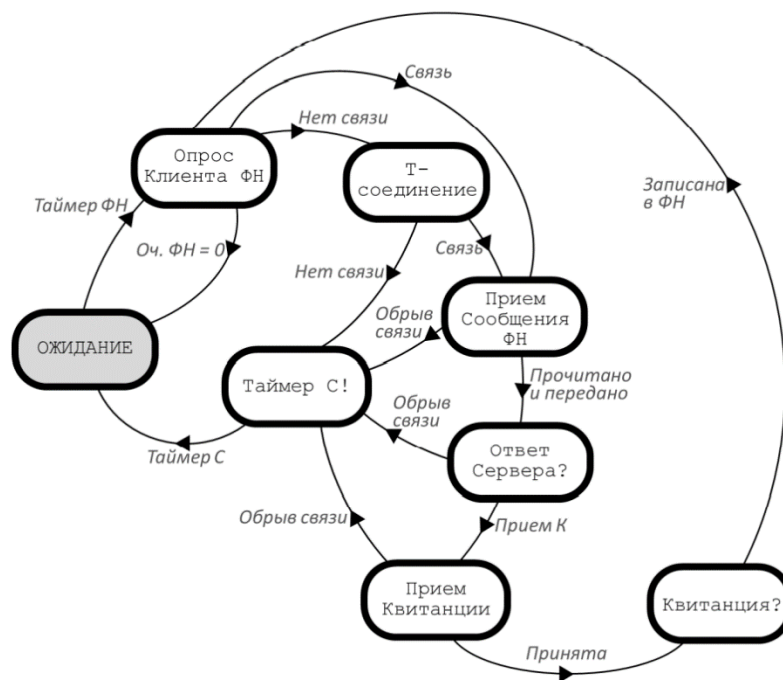 Связь
Нет связи
Опрос
Клиента ФН
Т-
соединение
Записана
в ФН
Таймер ФН
Оч. ФН = 0
Связь
Нет связи
Прием
Сообщения
ФН
Обрыв
связи
ОЖИДАНИЕ
Таймер С!
Прочитано
и передано
Обрыв
связи
Ответ
Сервера?
Таймер С
Обрыв связи
Прием К
Прием
Квитанции
Квитанция?
Принята